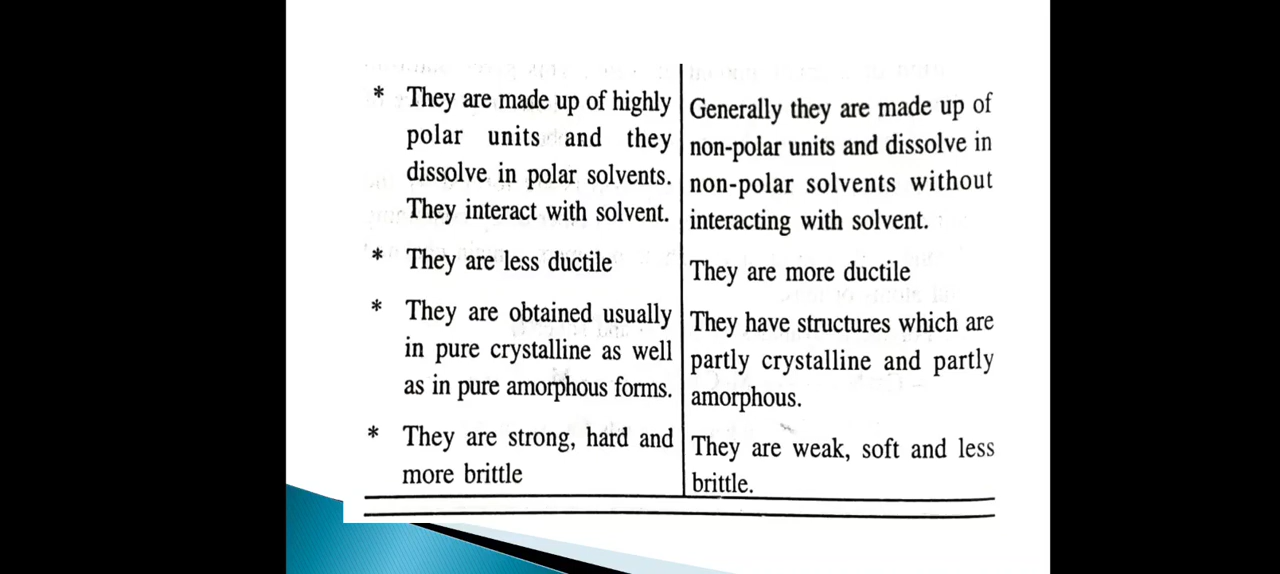 * They are made up of highly
polar units and they
dissolve in polar solvents.
They interact with solvent.
Generally they are made up of
non-polar units and dissolve in
non-polar solvents without
interacting with solvent.
* They are less ductile
They are more ductile
* They are obtained usually
in pure crystalline as well
as in pure amorphous forms.
They have structures which are
partly crystalline and partly
amorphous.
* They are strong, hard and
more brittle
They are weak, soft and less
brittle.